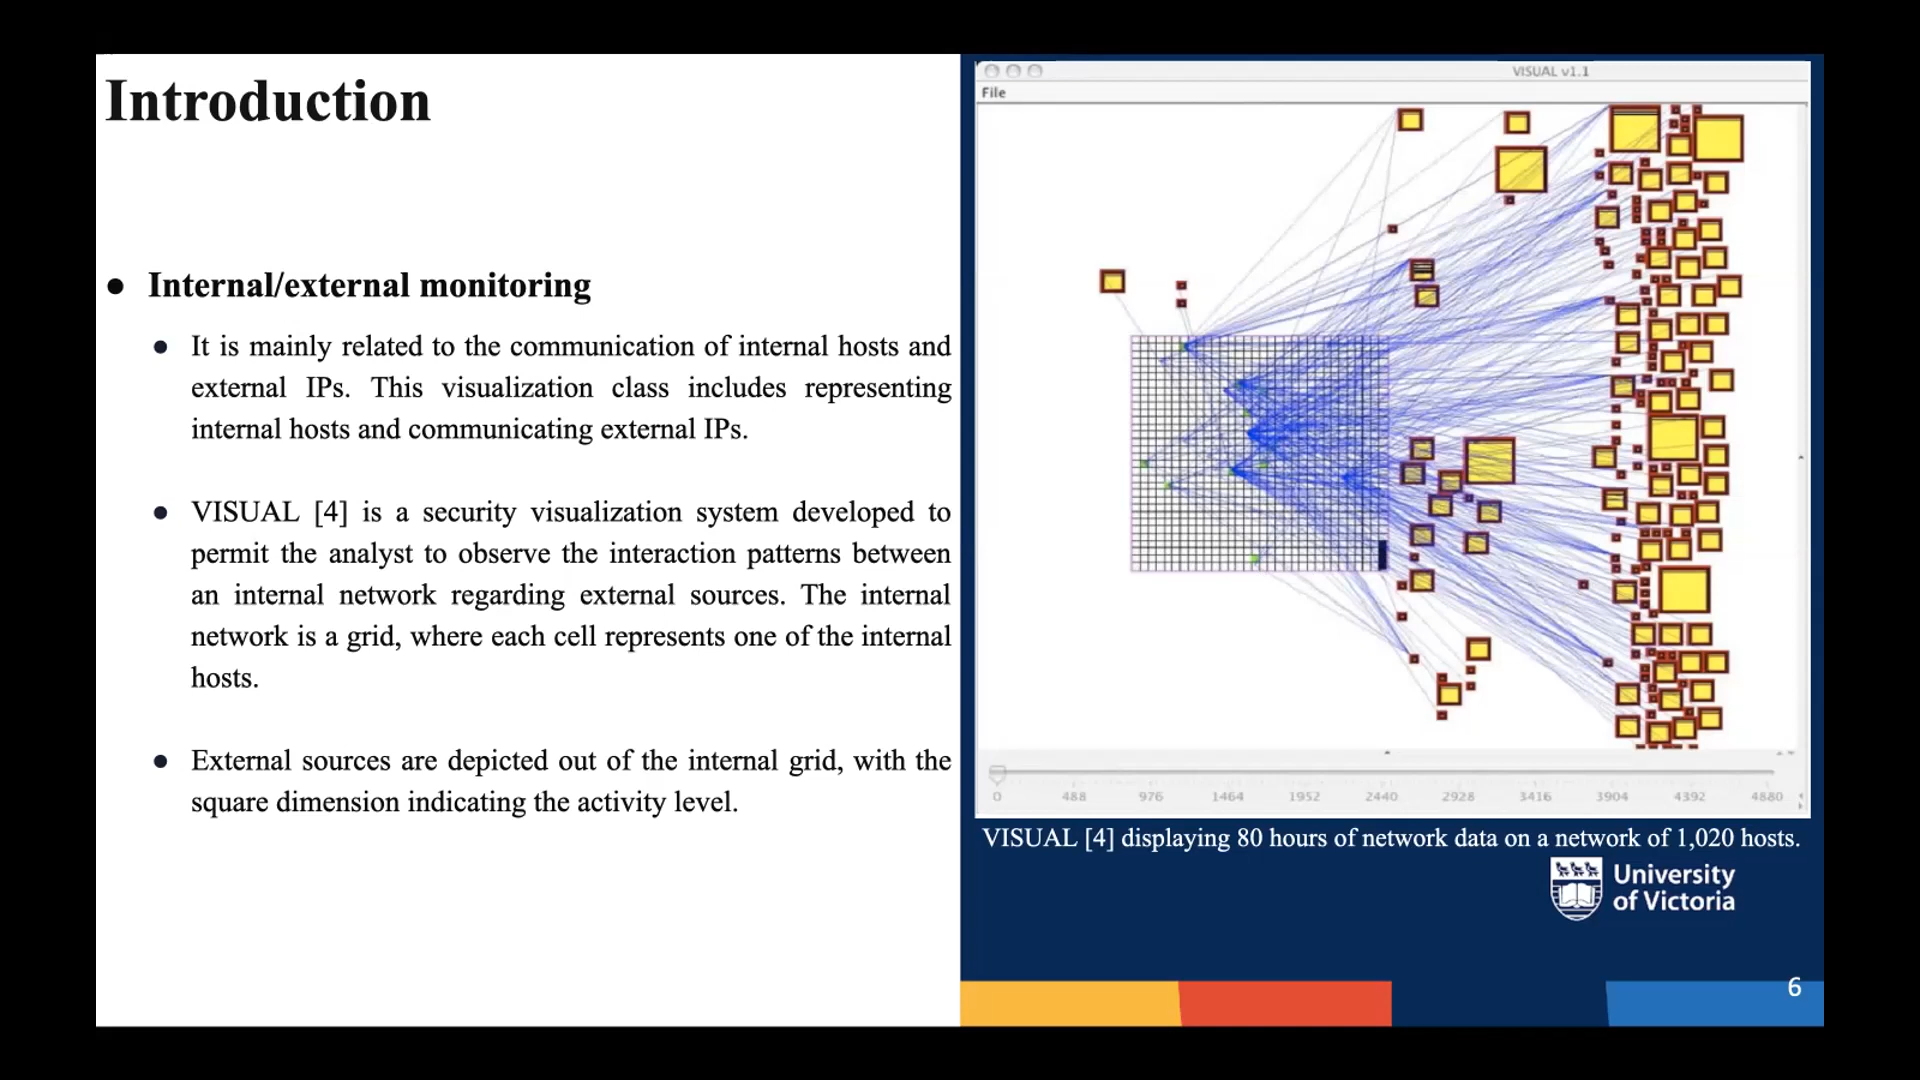 Introduction
● Internal/external monitoring
● It is mainly related to the communication of internal hosts and
external IPs. This visualization class includes representing
internal hosts and communicating external IPs.
● VISUAL [4] is a security visualization system developed to
permit the analyst to observe the interaction patterns between
an internal network regarding external sources. The internal
network is a grid, where each cell represents one of the internal
hosts.
● External sources are depicted out of the internal grid, with the
square dimension indicating the activity level.
VISUAL v1.1
File
0 488 976 1464 1952 2440 2928 3416 3904 4392 4880
VISUAL [4] displaying 80 hours of network data on a network of 1,020 hosts.
University
of Victoria
6